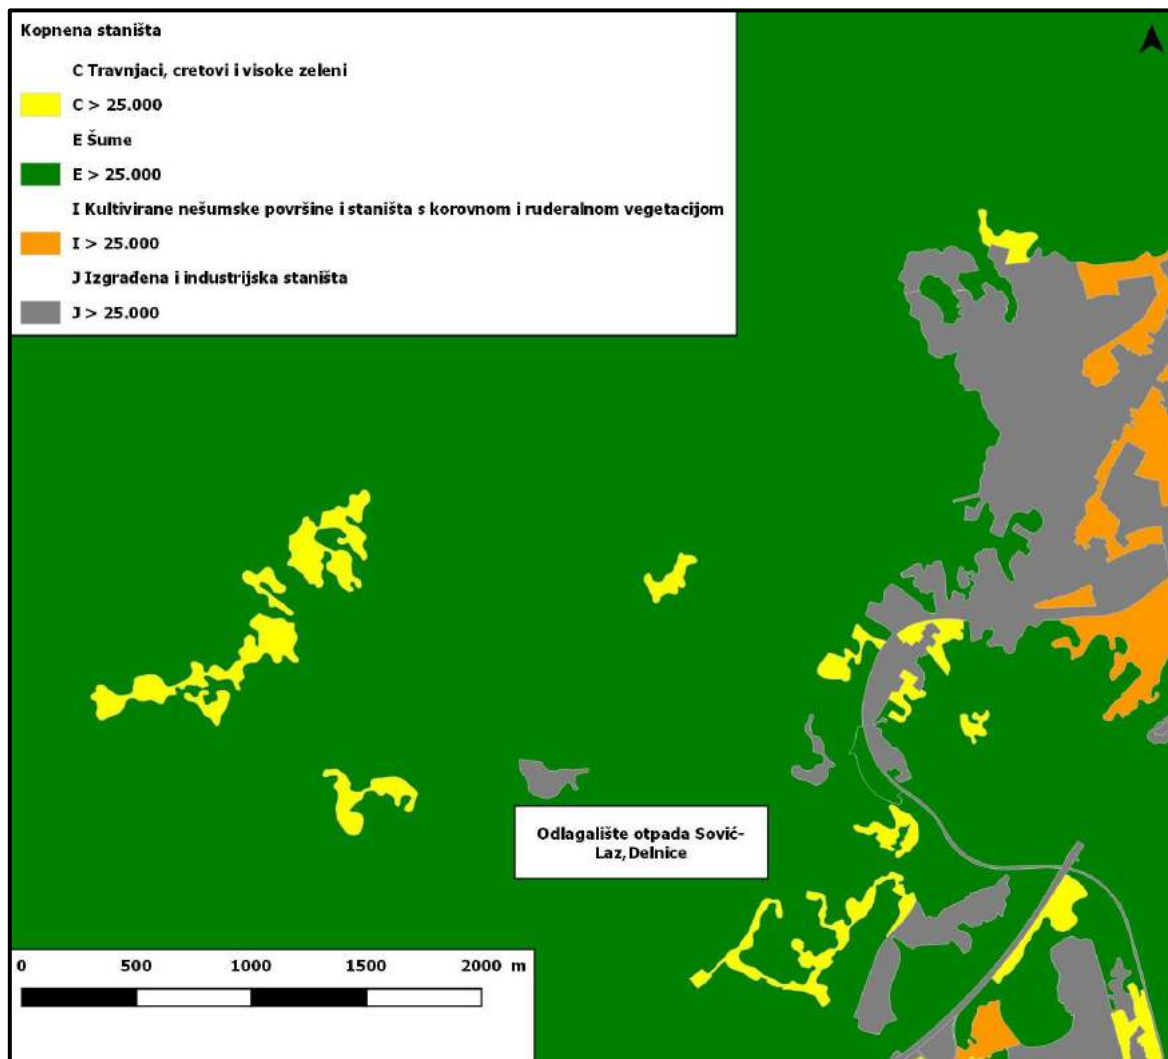 Kopnena staništa
C Travnjaci, cretovi i visoke zeleni
C > 25.000
E Šume
E > 25.000
I Kultivirane nešumske površine i staništa s korovnom i ruderalnom vegetacijom
I > 25.000
J Izgrađena i industrijska staništa
J > 25.000
Odlagalište otpada Sović-
Laz,Delnice
0 500 1000 1500 2000 m